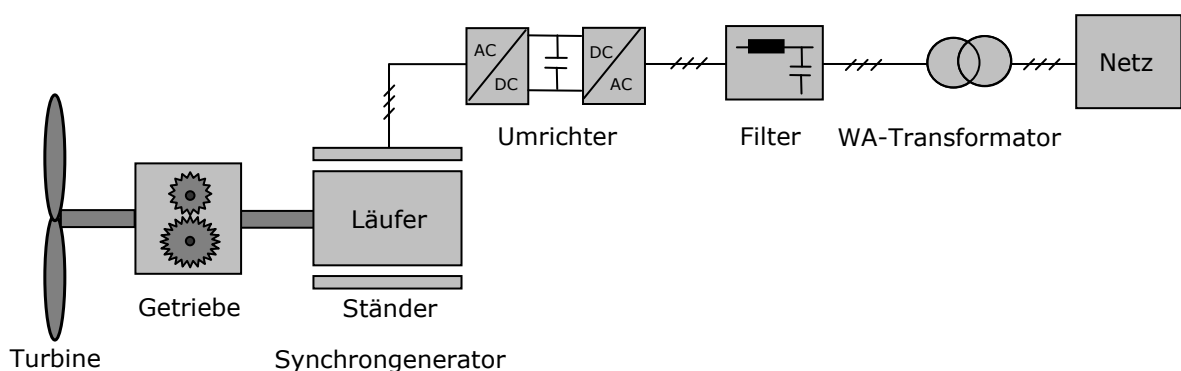 AC
DC
DC
AC
Netz
Umrichter
Filter
WA-Transformator
Läufer
Getriebe
Ständer
Turbine
Synchrongenerator